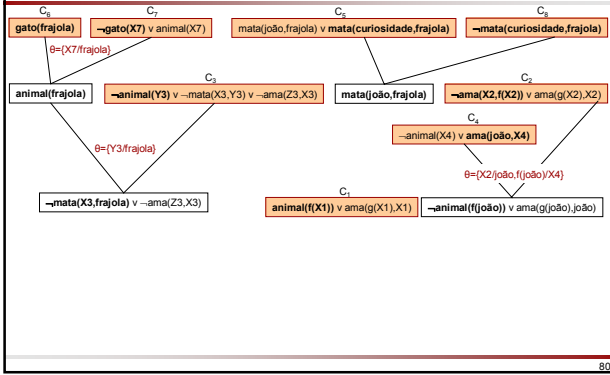 C6 C7 C5 C8
gato(frajola) ¬gato(X7) v animal(X7) mata(joão,frajola) v mata(curiosidade,frajola) ¬mata(curiosidade,frajola)
θ={X7/frajola}
C3 C2
animal(frajola) ¬animal(Y3) v ¬mata(X3,Y3) v ¬ama(Z3,X3) mata(joão,frajola) ¬ama(X2,f(X2)) v ama(g(X2),X2)
C4
¬animal(X4) v ama(joão,X4)
θ={Y3/frajola}
θ={X2/joão,f(joão)/X4}
C1
¬mata(X3,frajola) v ¬ama(Z3,X3) animal(f(X1)) v ama(g(X1),X1) ¬animal(f(joão)) v ama(g(joão),joão)
80